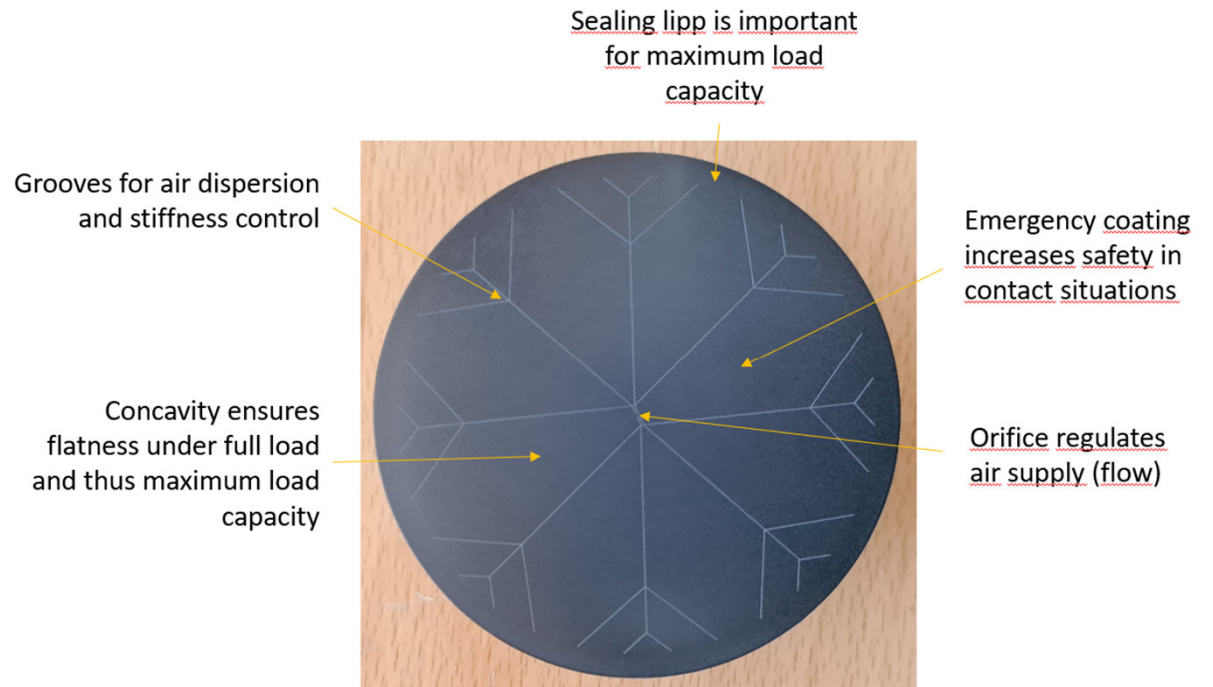 Sealing lipp is important
for maximum load
capacity
Grooves for air dispersion
and stiffness control
Emergency coating
increases safety in
contact situations
Concavity ensures
flatness under full load
and thus maximum load
capacity
Orifice regulates
air supply (flow)